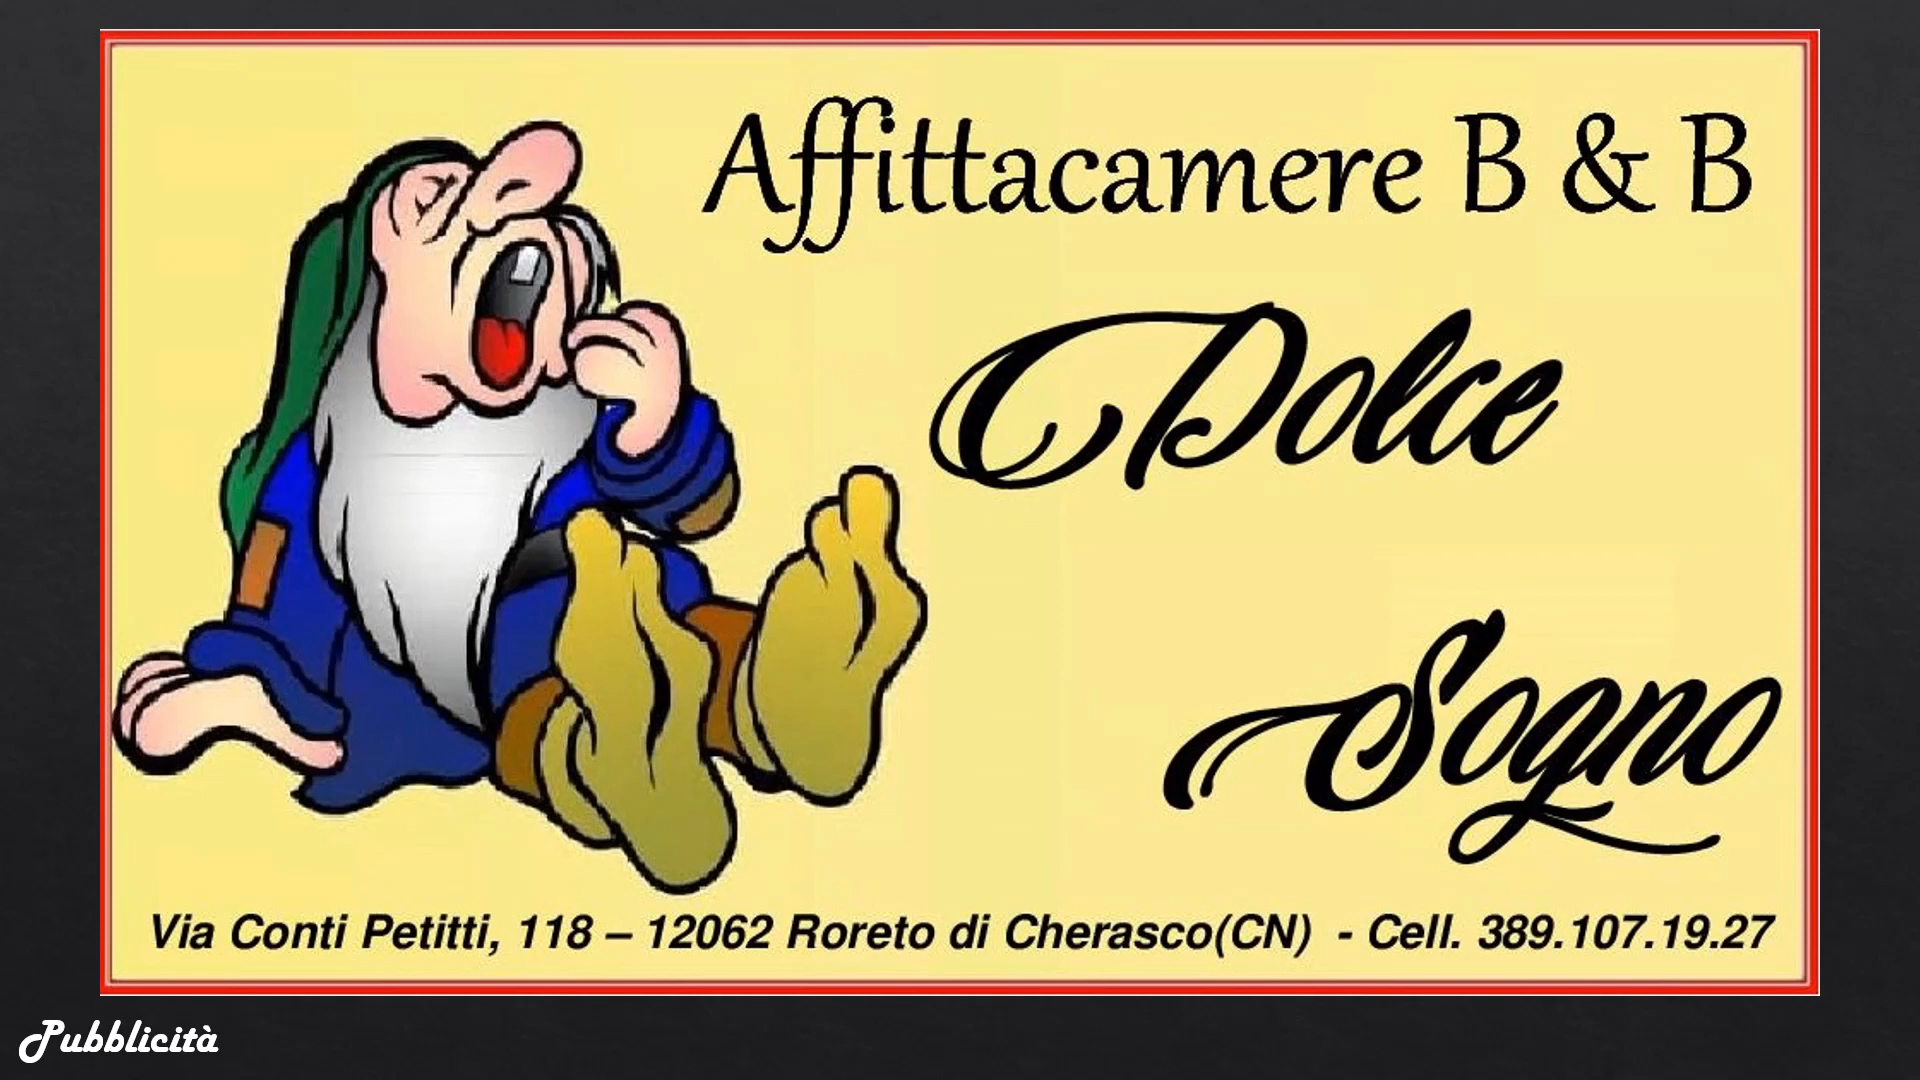 Affittacamere B & B
Dolce
Sogno
Via Conti Petitti, 118 – 12062 Roreto di Cherasco(CN) - Cell. 389.107.19.27
Pubblicità